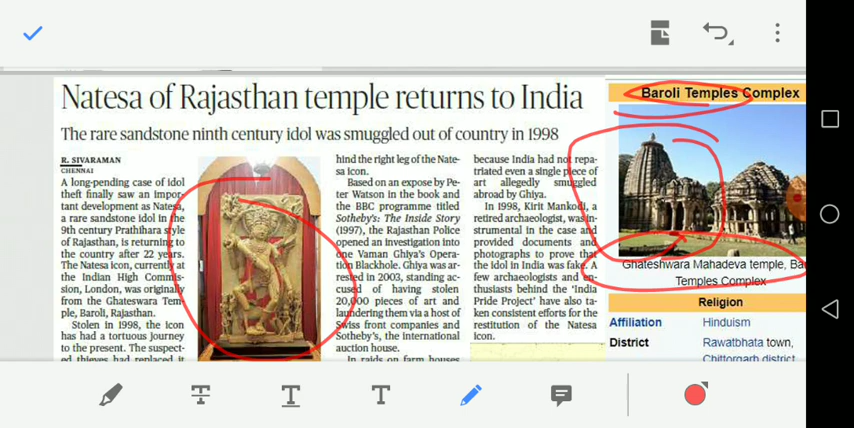 Natesa of Rajasthan temple returns to India
The rare sandstone ninth century idol was smuggled out of country in 1998
R. SIVARAMAN
CHENNAI
A long-pending case of idol
theft finally saw an impor-
tant development as Natesa,
a rare sandstone idol in the
9th century Prathihara style
of Rajasthan, is returning to
the country after 22 years.
The Natesa icon, currently at
the Indian High Commis-
sion, London, was originally
from the Ghateswara Tem-
ple, Baroli, Rajasthan.
Stolen in 1998, the icon
has had a tortuous journey
to the present. The suspect-
ed thieves had replaced it
hind the right leg of the Nate-
sa icon.
Based on an expose by Pe-
ter Watson in the book and
the BBC programme titled
Sotheby's: The Inside Story
(1997), the Rajasthan Police
opened an investigation into
one Vaman Ghiya's Opera-
tion Blackhole. Ghiya was ar-
rested in 2003, standing ac-
cused of having stolen
20,000 pieces of art and
laundering them via a host of
Swiss front companies and
Sotheby's, the international
auction house.
In raids on farm houses
because India had not repa-
triated even a single piece of
art allegedly smuggled
abroad by Ghiya.
In 1998, Kirit Mankodi, a
retired archaeologist, was in-
strumental in the case and
provided documents and
photographs to prove that
the idol in India was fake. A
few archaeologists and en-
thusiasts behind the 'India
Pride Project' have also ta-
ken consistent efforts for the
restitution of the Natesa
icon.
Baroli Temples Complex
Ghateshwara Mahadeva temple, Ba
Temples Complex
Religion
Affiliation Hinduism
District Rawatbhata town,
Chittorgarh district